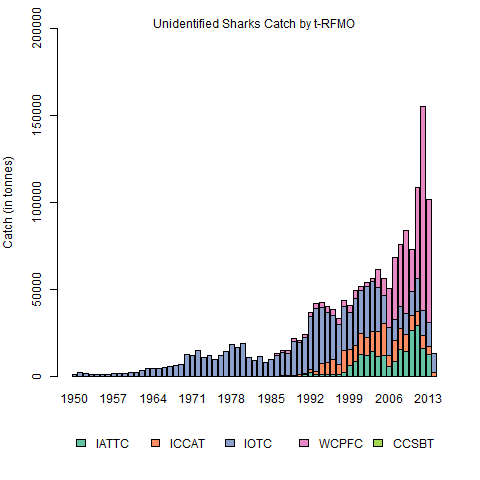 Unidentified Sharks Catch by t-RFMO
Catch (in tonnes)
200000
150000
100000
50000
0
1950 1957 1964 1971 1978 1985 1992 1999 2006 2013
IATTC ICCAT IOTC WCPFC CCSBT